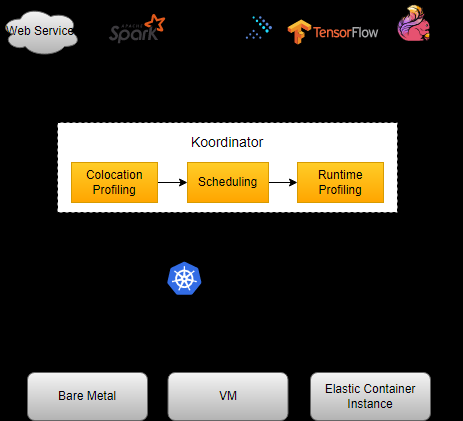 Web Service
APACHE
Spark
TensorFlow
Koordinator
Colocation
Profiling
Scheduling
Runtime
Profiling
Bare Metal
VM
Elastic Container
Instance